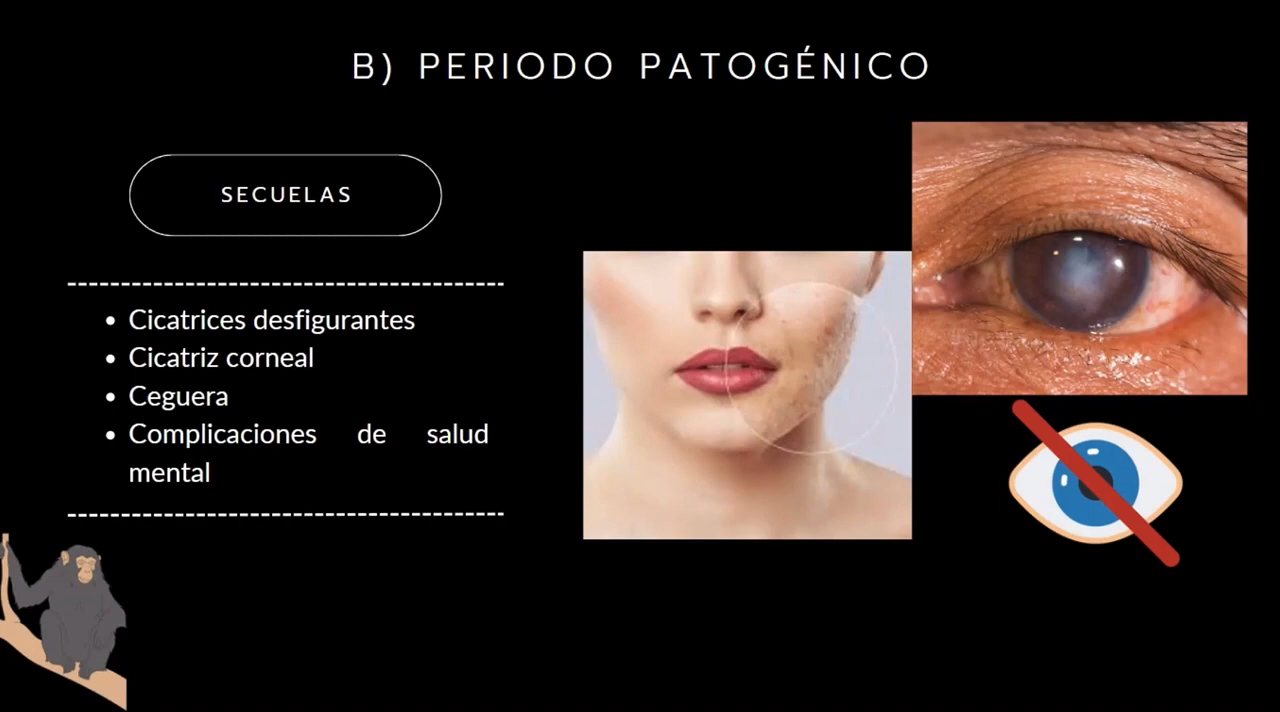 B) PERIODO PATOGÉNICO
SECUELAS
• Cicatrices desfigurantes
• Cicatriz corneal
• Ceguera
• Complicaciones de salud
mental